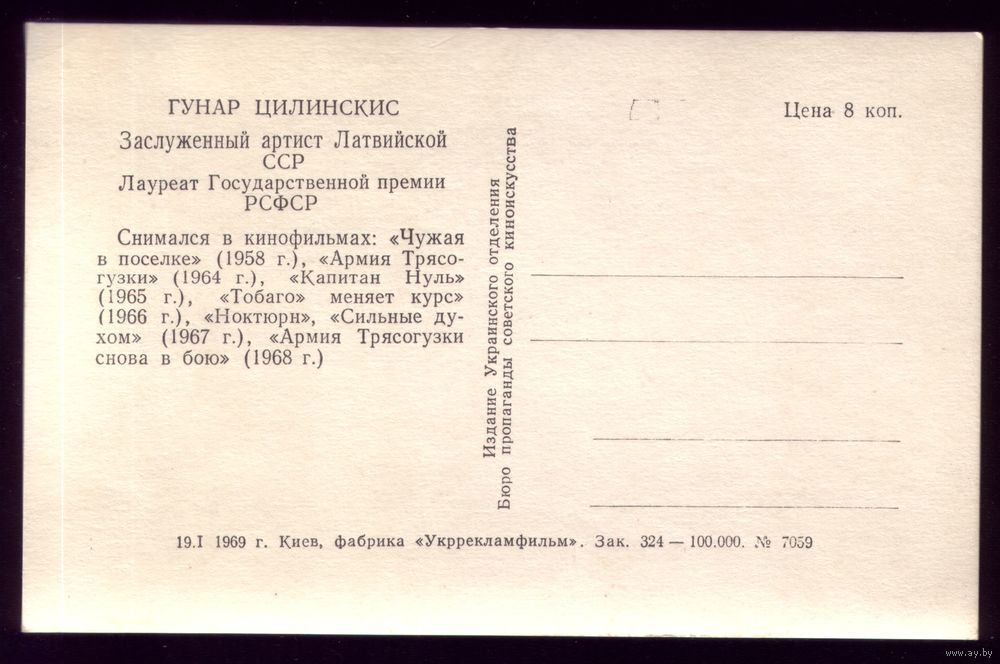 ГУНАР ЦИЛИНСКИС
Заслуженный артист Латвийской
ССР
Лауреат Государственной премии
РСФСР
Снимался в кинофильмах: «Чужая
в поселке» (1958 г.), «Армия Трясо-
гузки» (1964 г.), «Капитан Нуль»
(1965 г.), «Тобаго» меняет курс»
(1966 г.), «Ноктюрн», «Сильные ду-
хом» (1967 г.), «Армия Трясогузки
снова в бою» (1968 г.)
Издание Украинского отделения
Бюро пропаганды советского киноискусства
Цена 8 коп.
19.I 1969 г. Киев, фабрика «Укррекламфильм». Зак. 324 — 100.000. № 7059
www.ay.by